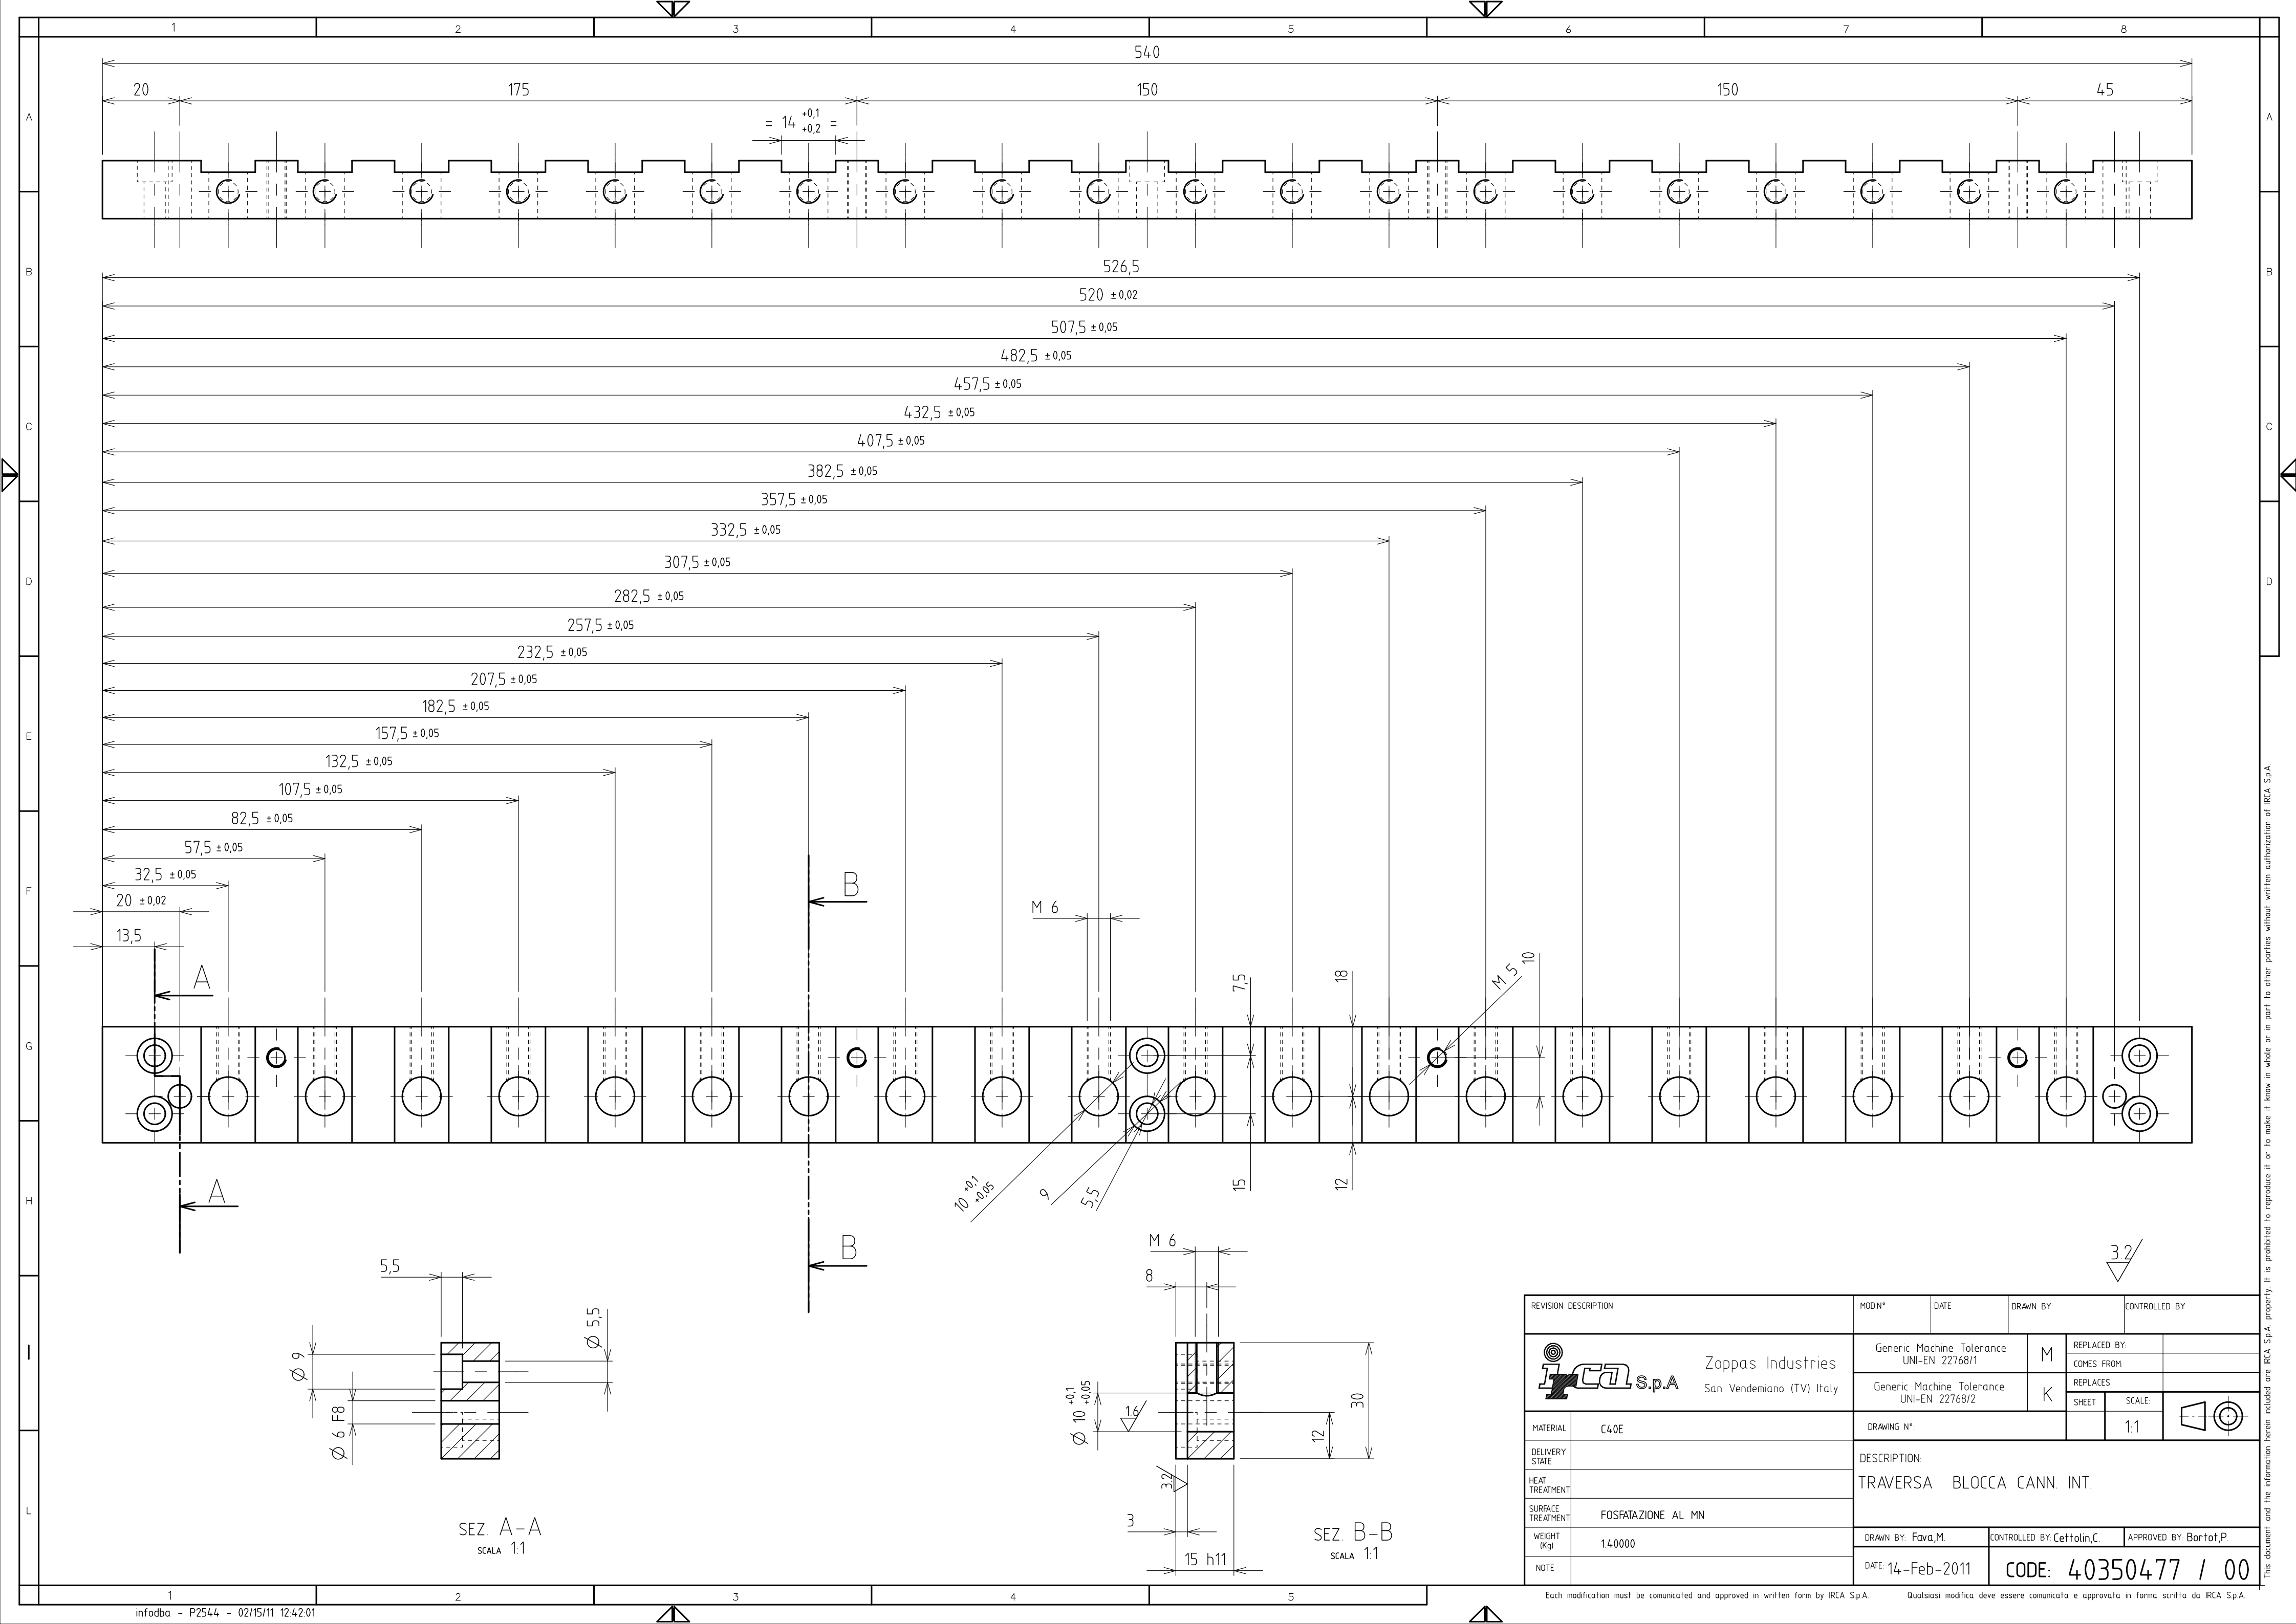 1 2 3 4 5 6 7 8
540
20 175 150 150 45
= 14 +0,1 +0,2 =
A A
B B
526,5
520 ±0,02
507,5 ±0,05
482,5 ±0,05
457,5 ±0,05
C C
432,5 ±0,05
407,5 ±0,05
382,5 ±0,05
357,5 ±0,05
332,5 ±0,05
307,5 ±0,05
D D
282,5 ±0,05
257,5 ±0,05
232,5 ±0,05
207,5 ±0,05
182,5 ±0,05
157,5 ±0,05
E
132,5 ±0,05
107,5 ±0,05
82,5 ±0,05
57,5 ±0,05
32,5 ±0,05
F
B
20 ±0,02
M 6
13,5
A
7,5
18
M 5
10
G
H
A
B
10 +0,1 +0,05
9
5,5
15
12
3.2
5,5
Ø 9
Ø 5,5
Ø 6 F8
SEZ. A-A
SCALA 1:1
M 6
8
Ø 10 +0,1 +0,05
1.6
30
12
3.2
3
15 h11
SEZ. B-B
SCALA 1:1
I
L
REVISION DESCRIPTION MOD.N° DATE DRAWN BY CONTROLLED BY
irca S.p.A
Zoppas Industries
San Vendemiano (TV) Italy
Generic Machine Tolerance
UNI-EN 22768/1
M
Generic Machine Tolerance
UNI-EN 22768/2
K
REPLACED BY:
COMES FROM:
REPLACES:
SHEET
SCALE:
1:1
MATERIAL C40E
DRAWING N°:
DELIVERY
STATE
HEAT
TREATMENT
SURFACE
TREATMENT
FOSFATAZIONE AL MN
WEIGHT
(Kg)
1.40000
NOTE
DESCRIPTION:
TRAVERSA BLOCCA CANN. INT.
DRAWN BY: Fava,M. CONTROLLED BY: Cettolin,C. APPROVED BY: Bortot,P.
DATE: 14-Feb-2011 CODE: 40350477 / 00
1 2 3 4 5
Each modification must be comunicated and approved in written form by IRCA S.p.A. Qualsiasi modifica deve essere comunicata e approvata in forma scritta da IRCA S.p.A.
infodba - P2544 - 02/15/11 12:42:01
This document and the information herein included are IRCA S.p.A. property. It is prohibited to reproduce it or to make it know in whole or in part to other parties without written authorization of IRCA S.p.A.